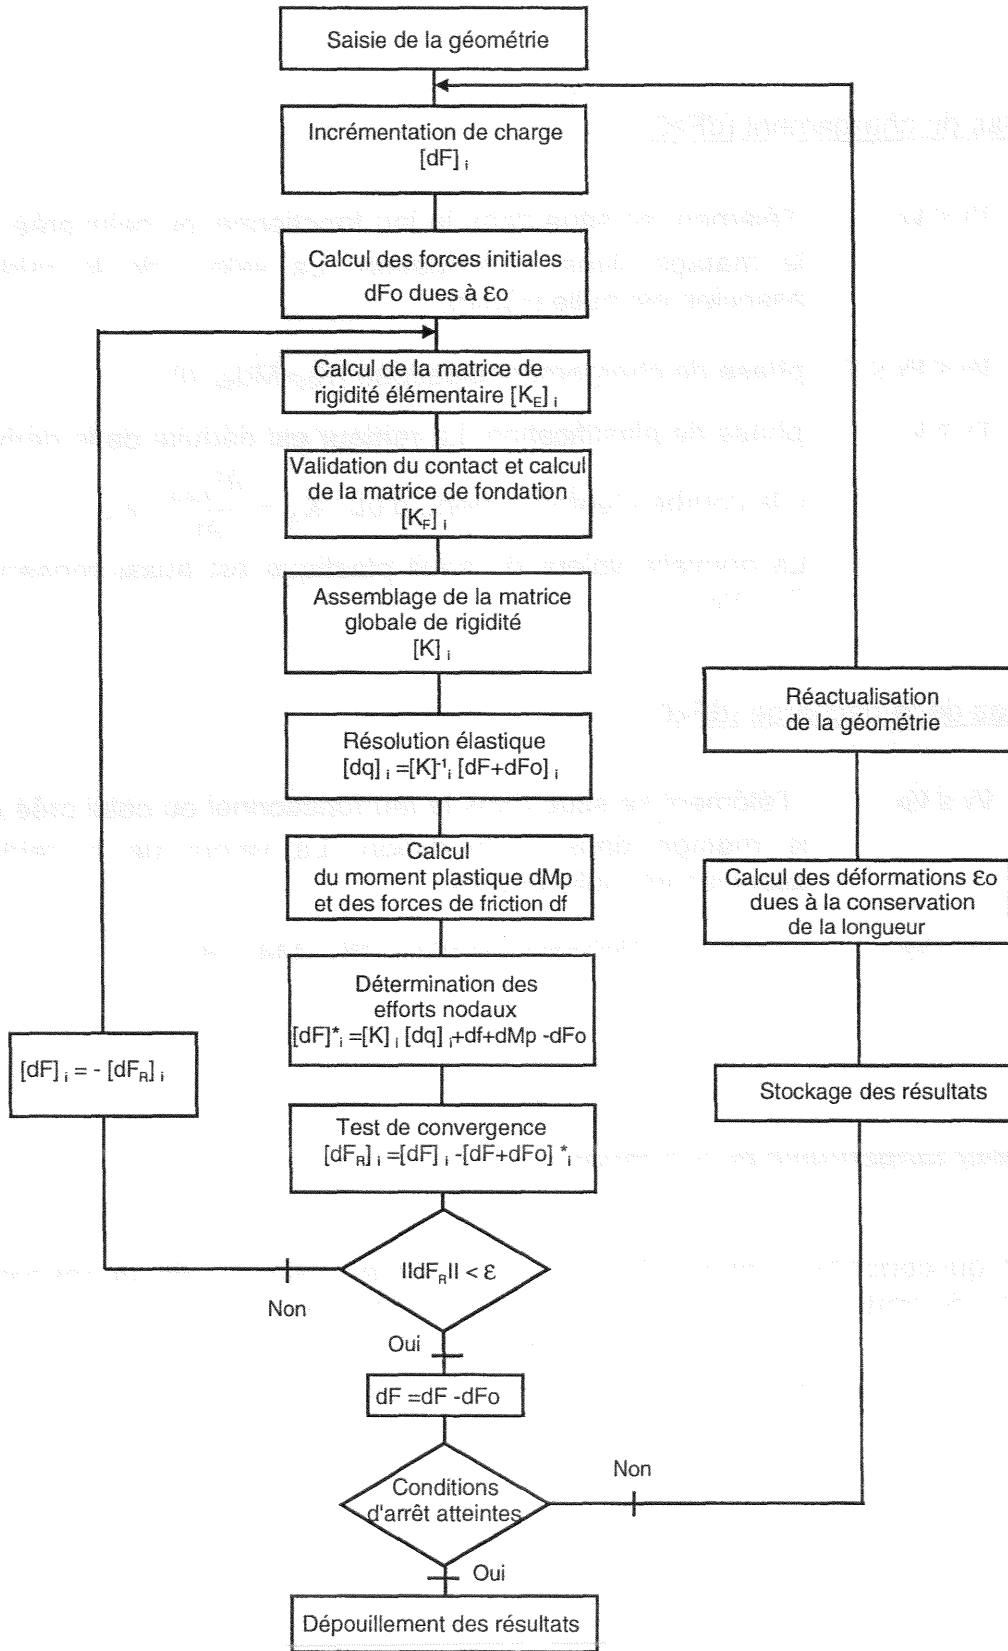 Saisie de la géométrie
Incrémentation de charge
[dF] i
Calcul des forces initiales
dFo dues à εo
Calcul de la matrice de
rigidité élémentaire [KE] i
Validation du contact et calcul
de la matrice de fondation
[KF] i
Assemblage de la matrice
globale de rigidité
[K] i
Résolution élastique
[dq] i =[K]-1i [dF+dFo] i
Calcul
du moment plastique dMp
et des forces de friction df
Détermination des
efforts nodaux
[dF]*i =[K] i [dq] i+df+dMp -dFo
Test de convergence
[dFR] i =[dF] i -[dF+dFo] *i
||dFR|| < ε
Non
[dF] i = - [dFR] i
Oui
dF =dF -dFo
Conditions
d'arrêt atteintes
Non
Stockage des résultats
Calcul des déformations εo
dues à la conservation
de la longueur
Réactualisation
de la géométrie
Oui
Dépouillement des résultats